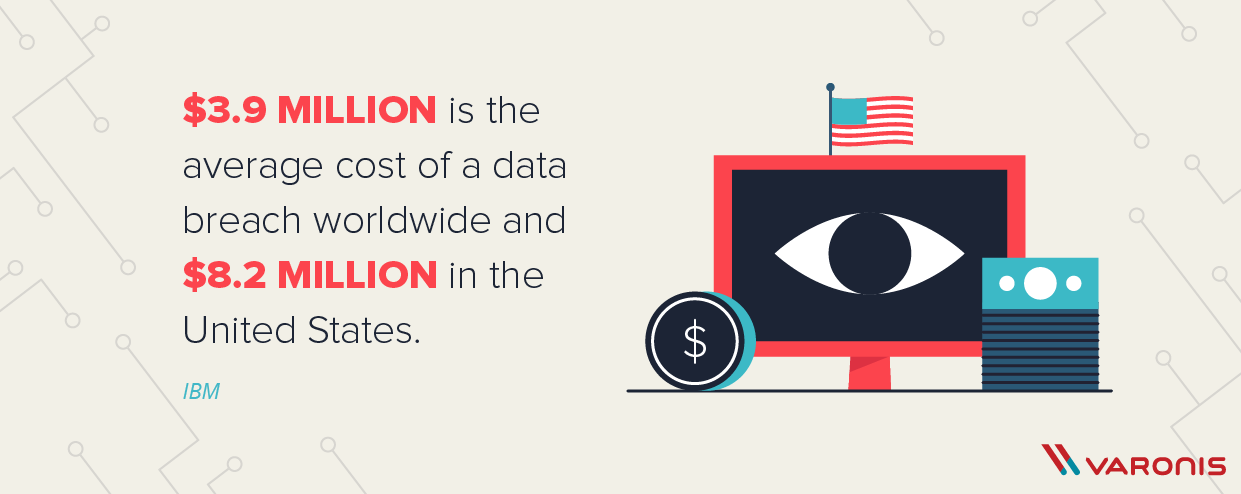 $3.9 MILLION is the
average cost of a data
breach worldwide and
$8.2 MILLION in the
United States.
IBM
$
VARONIS